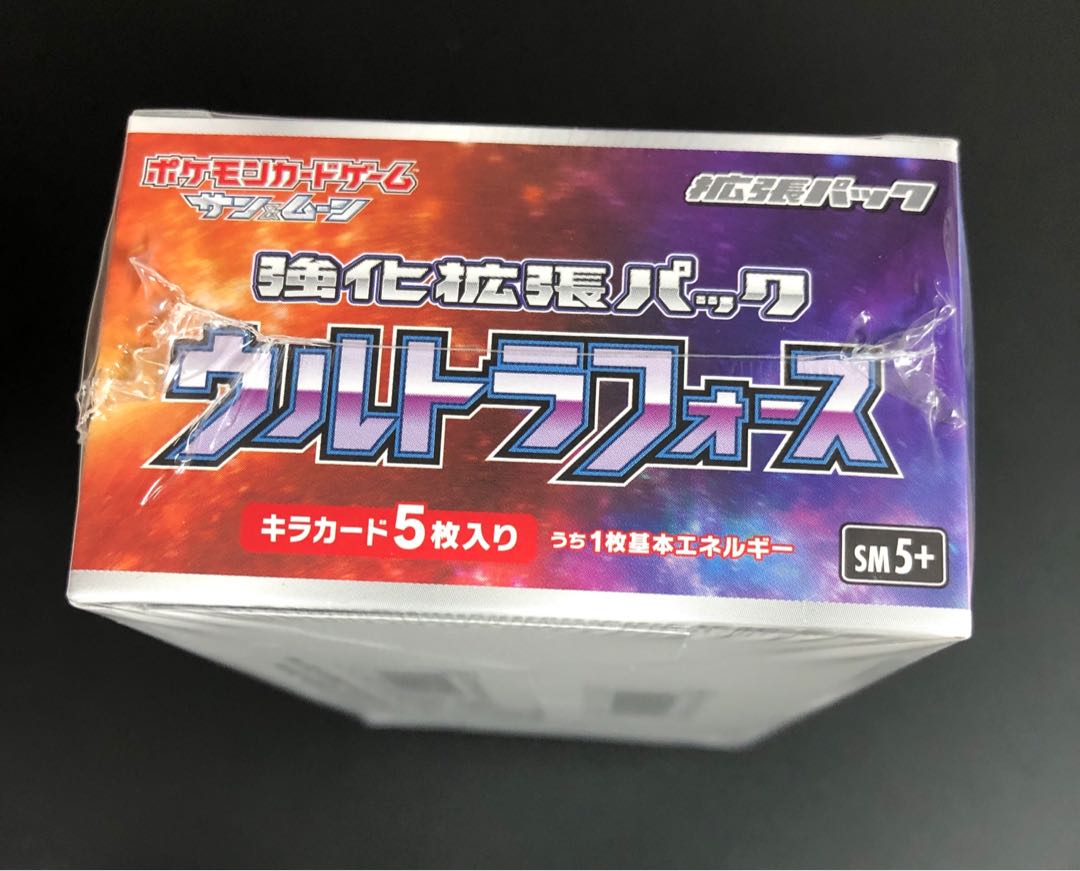 ポケモンカードゲーム
サン&ムーン
拡張パック
強化拡張パック
ウルトラフォース
キラカード5枚入り
うち1枚基本エネルギー
SM5+